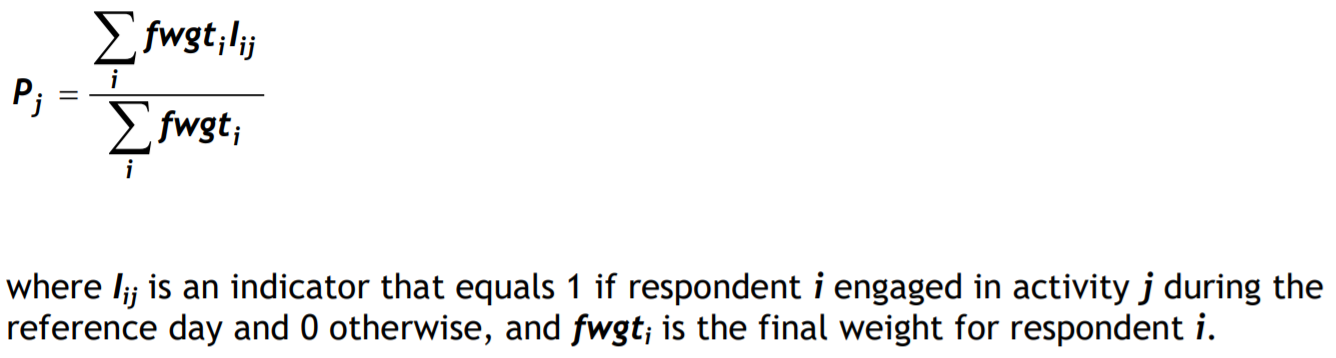 P_j = \frac{\sum_i fwgt_i I_{ij}}{\sum_i fwgt_i}
where I_{ij} is an indicator that equals 1 if respondent i engaged in activity j during the
reference day and 0 otherwise, and fwgt_i is the final weight for respondent i.